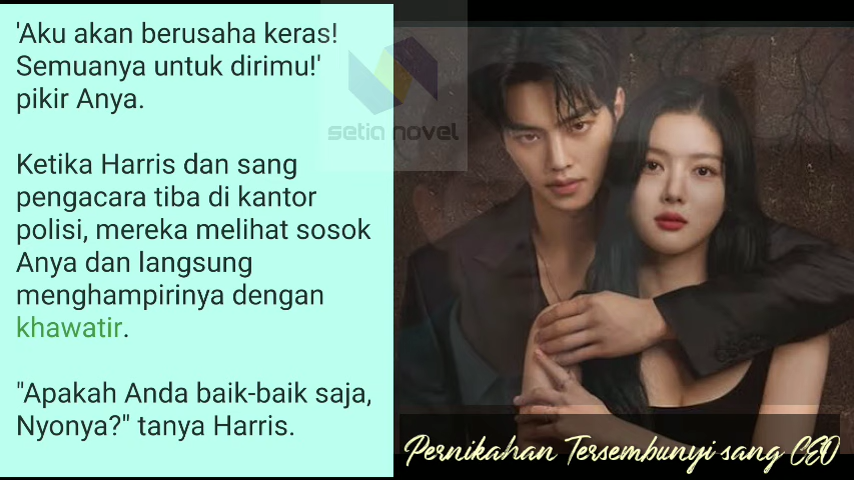 'Aku akan berusaha keras!
Semuanya untuk dirimu!'
pikir Anya.
Ketika Harris dan sang
pengacara tiba di kantor
polisi, mereka melihat sosok
Anya dan langsung
menghampirinya dengan
khawatir.
"Apakah Anda baik-baik saja,
Nyonya?" tanya Harris.
setia novel
Pernikahan Tersembunyi sang CEO